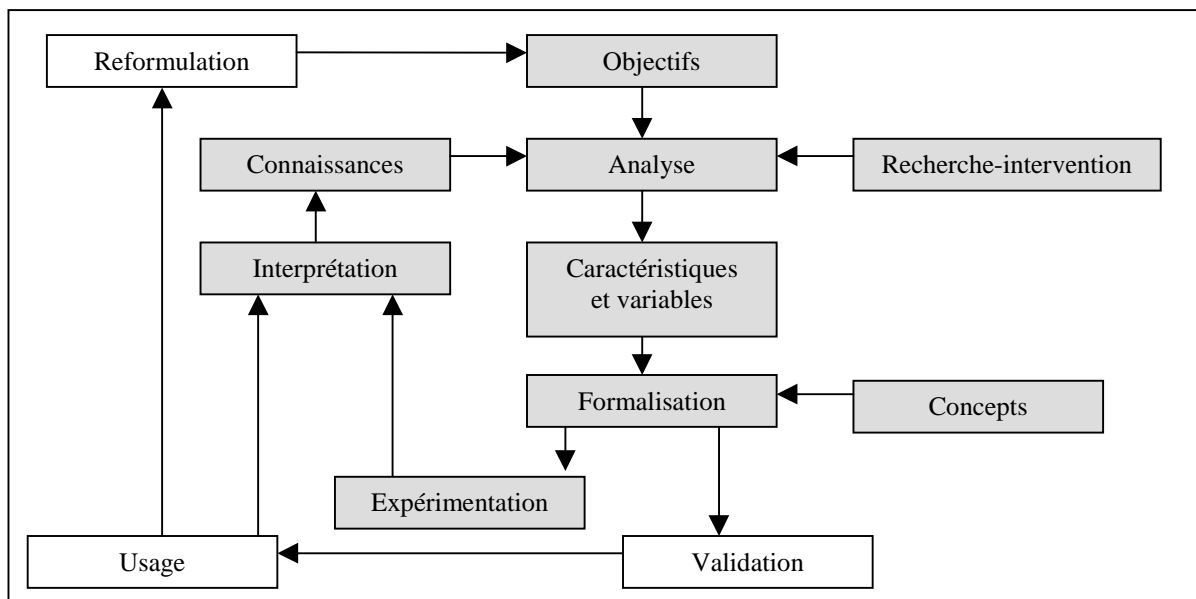 Reformulation
Objectifs
Connaissances
Analyse
Recherche-intervention
Interprétation
Caractéristiques
et variables
Formalisation
Concepts
Expérimentation
Usage
Validation